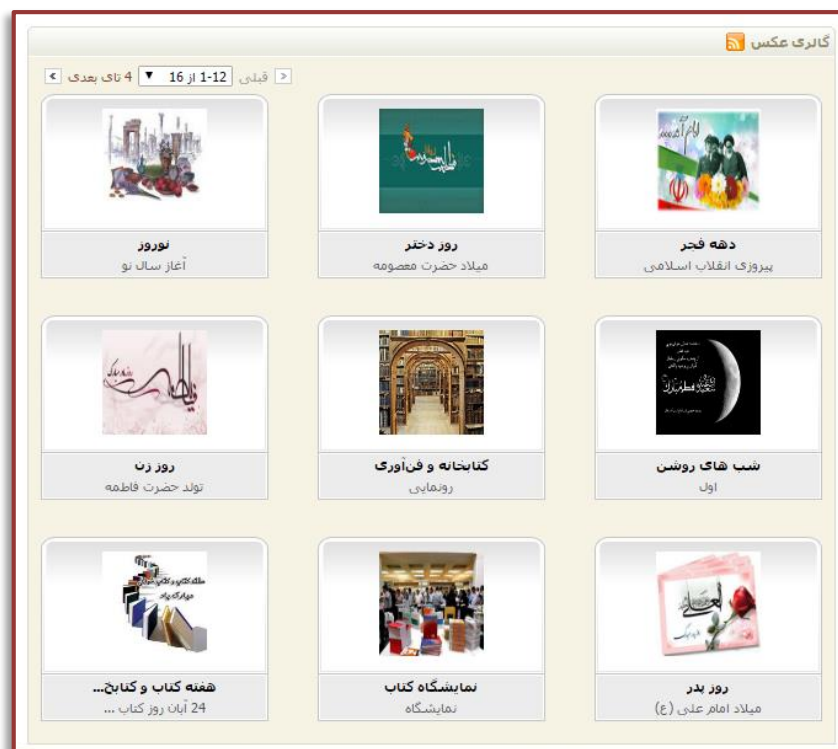 گالری عکس
قبلی 1-12 از 16 4 تای بعدی
دهه فجر
پیروزی انقلاب اسلامی
روز دختر
میلاد حضرت معصومه
نوروز
آغاز سال نو
شب های روشن
اول
کتابخانه و فن‌آوری
رونمایی
روز زن
تولد حضرت فاطمه
روز پدر
میلاد امام علی (ع)
نمایشگاه کتاب
نمایشگاه
هفته کتاب و کتابخ...
24 آبان روز کتاب ...